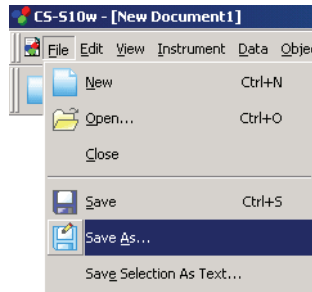 CS-S10w - [New Document1]
File Edit View Instrument Data Obje
New Ctrl+N
Open... Ctrl+O
Close
Save Ctrl+S
Save As...
Save Selection As Text...